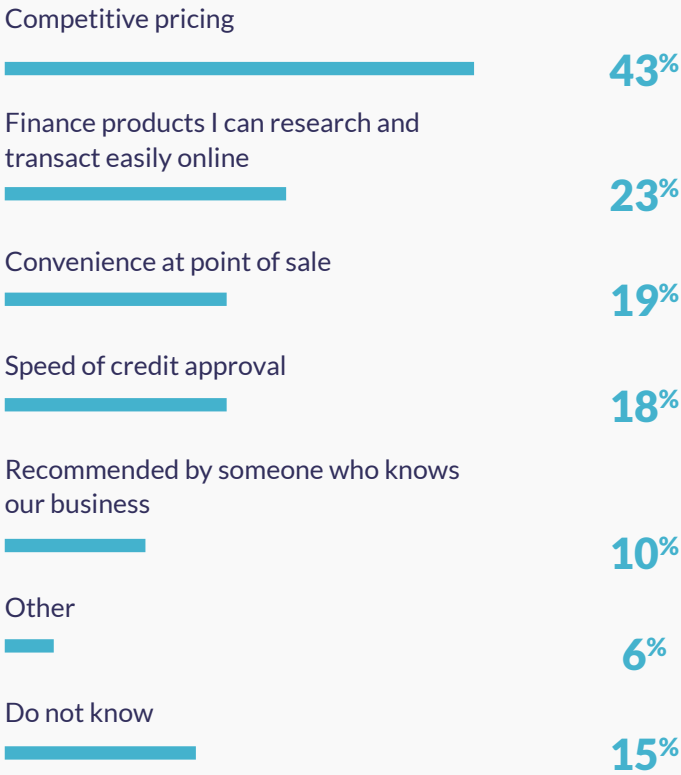 Competitive pricing
43%
Finance products I can research and
transact easily online
23%
Convenience at point of sale
19%
Speed of credit approval
18%
Recommended by someone who knows
our business
10%
Other
6%
Do not know
15%